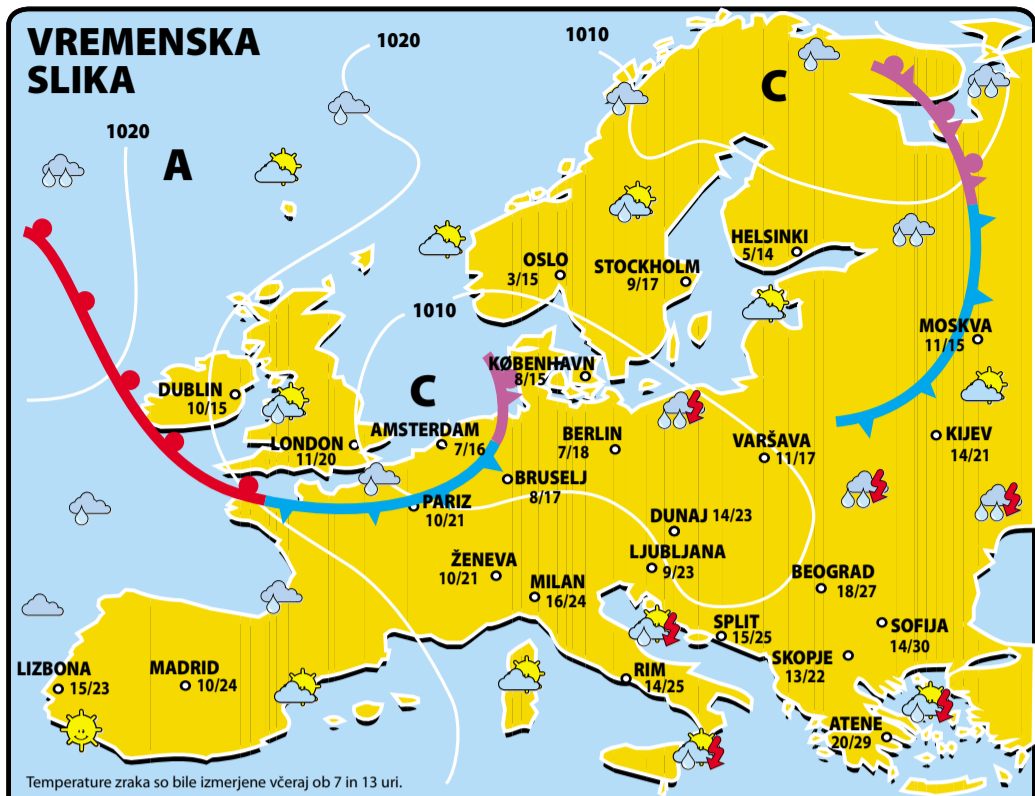 VREMENSKA
SLIKA
1020
1010
1020
A
C
HELSINKI
5/14
OSLO
3/15
STOCKHOLM
9/17
1010
MOSKVA
11/15
KØBENHAVN
8/15
DUBLIN
10/15
C
AMSTERDAM
7/16
BERLIN
7/18
VARŠAVA
11/17
KIJEV
14/21
LONDON
11/20
BRUSELJ
8/17
PARIZ
10/21
DUNAJ 14/23
LJUBLJANA
9/23
ŽENEVA
10/21
MILAN
16/24
BEOGRAD
18/27
SPLIT
15/25
SOFIJA
14/30
SKOPJE
13/22
LIZBONA
15/23
MADRID
10/24
RIM
14/25
ATENE
20/29
Temperature zraka so bile izmerjene včeraj ob 7 in 13 uri.